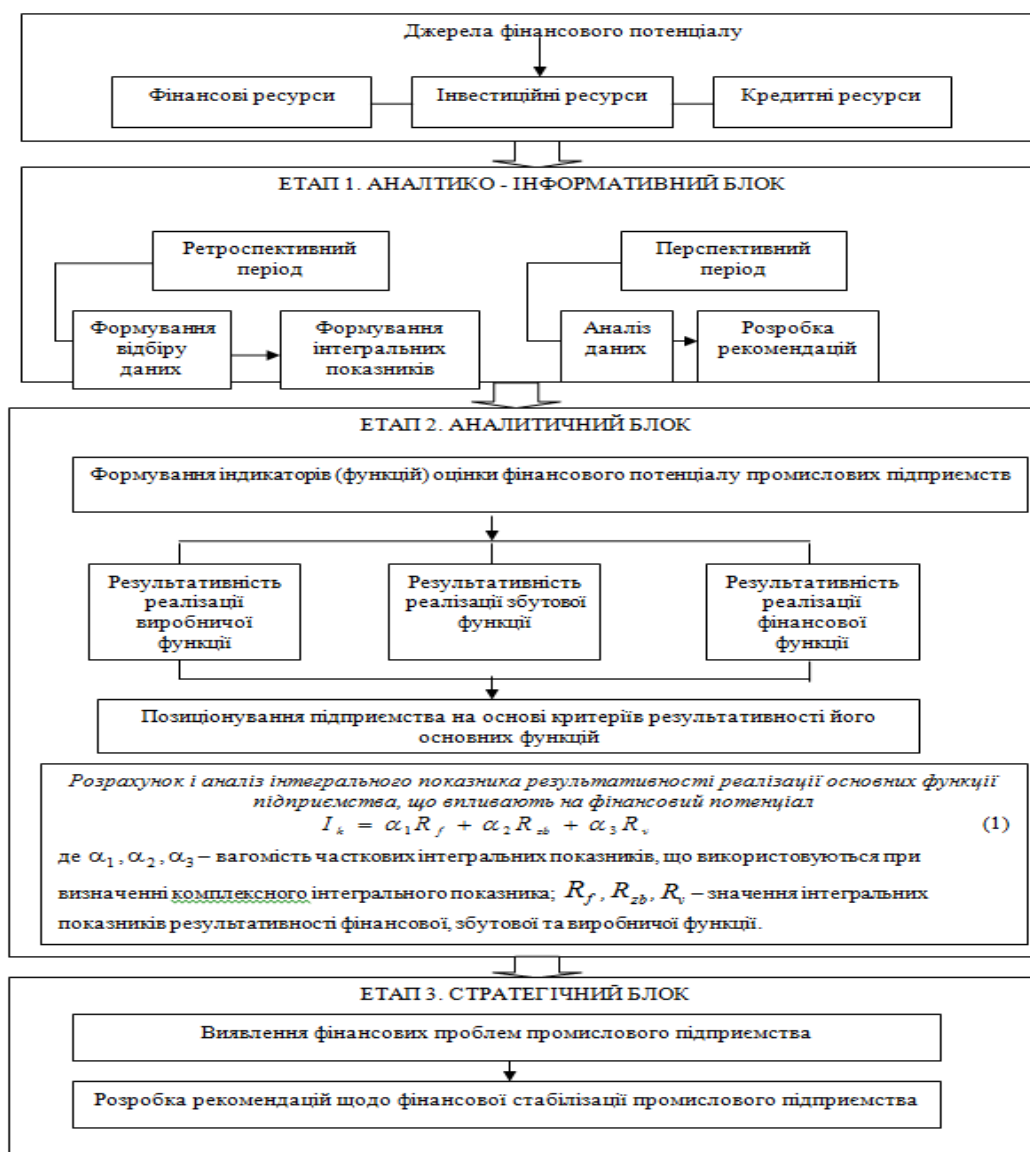 Джерела фінансового потенціалу
Фінансові ресурси
Інвестиційні ресурси
Кредитні ресурси
ЕТАП 1. АНАЛТИКО - ІНФОРМАТИВНИЙ БЛОК
Ретроспективний
період
Перспективний
період
Формування
відбіру
даних
Формування
інтегральних
показників
Аналіз
даних
Розробка
рекомендацій
ЕТАП 2. АНАЛИТИЧНИЙ БЛОК
Формування індикаторів (функцій) оцінки фінансового потенціалу промислових підприємств
Результативність
реалізації
виробничої
функції
Результативність
реалізації збутової
функції
Результативність
реалізації
фінансової
функції
Позиціонування підприємства на основі критеріїв результативності його
основних функцій
Розрахунок і аналіз інтегрального показника результативності реалізації основних функції
підприємства, що впливають на фінансовий потенціал
I_k = α_1 R_f + α_2 R_zb + α_3 R_v (1)
де α_1, α_2, α_3 – вагомість часткових інтегральних показників, що використовуються при
визначенні комплексного інтегрального показника; R_f, R_zb, R_v – значення інтегральних
показників результативності фінансової, збутової та виробничої функції.
ЕТАП 3. СТРАТЕГІЧНИЙ БЛОК
Виявлення фінансових проблем промислового підприємства
Розробка рекомендацій щодо фінансової стабілізації промислового підприємства